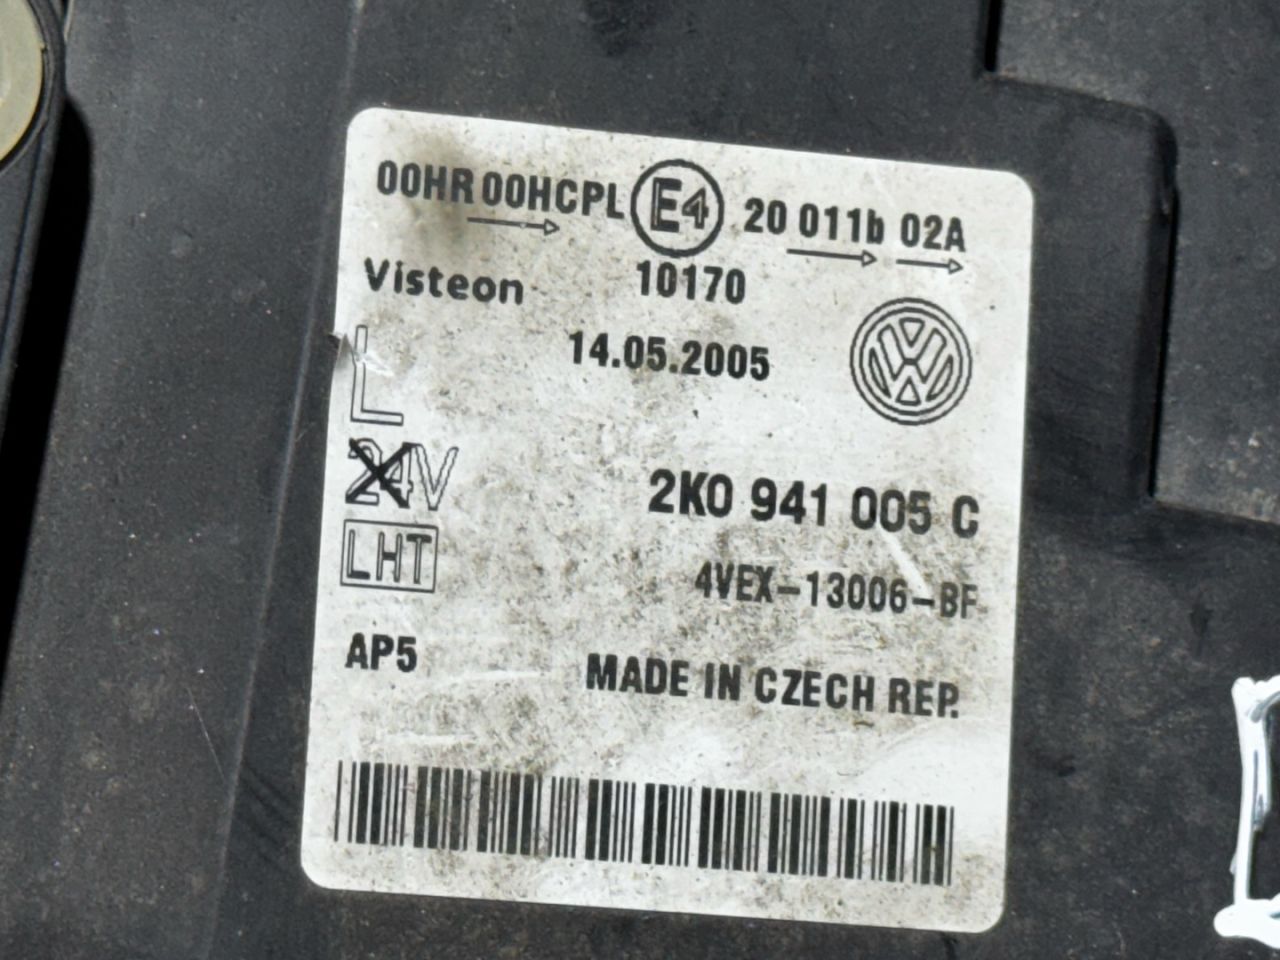 00HR 00HCPL E4 20 011b 02A
Visteon 10170
14.05.2005
L
24V
2K0 941 005 C
LHT
4VEX-13006-BF
AP5 MADE IN CZECH REP.